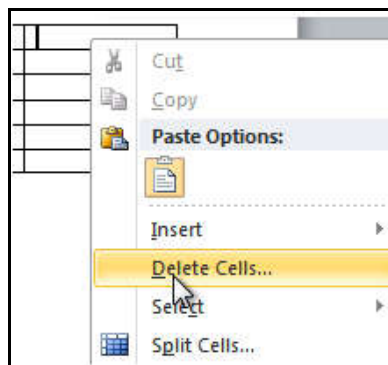 Cut
Copy
Paste Options:
Insert
Delete Cells...
Select
Split Cells...